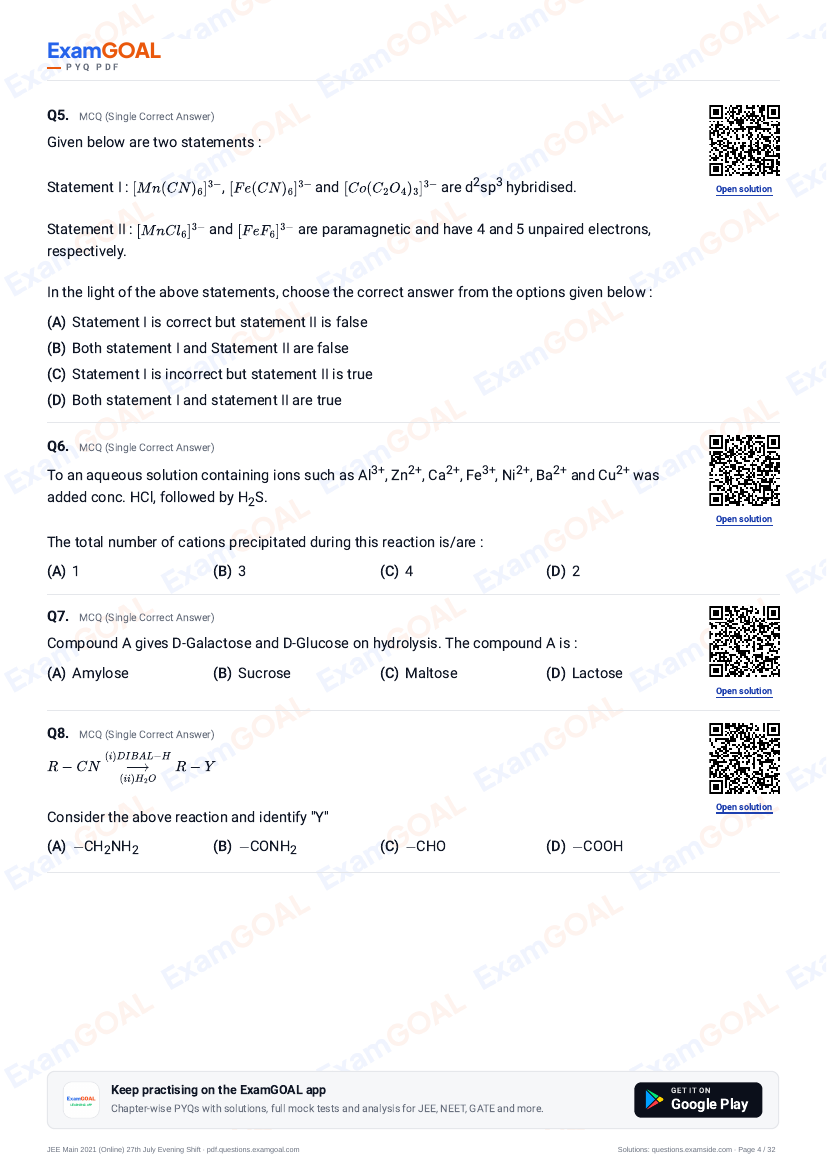 ExamGOAL
PYQ PDF
Q5. MCQ (Single Correct Answer)
Given below are two statements :
Open solution
Statement I : [Mn(CN)₆]³⁻, [Fe(CN)₆]³⁻ and [Co(C₂O₄)₃]³⁻ are d²sp³ hybridised.
Statement II : [MnCl₆]³⁻ and [FeF₆]³⁻ are paramagnetic and have 4 and 5 unpaired electrons,
respectively.
In the light of the above statements, choose the correct answer from the options given below :
(A) Statement I is correct but statement II is false
(B) Both statement I and Statement II are false
(C) Statement I is incorrect but statement II is true
(D) Both statement I and statement II are true
Q6. MCQ (Single Correct Answer)
To an aqueous solution containing ions such as Al³⁺, Zn²⁺, Ca²⁺, Fe³⁺, Ni²⁺, Ba²⁺ and Cu²⁺ was
added conc. HCl, followed by H₂S.
Open solution
The total number of cations precipitated during this reaction is/are :
(A) 1 (B) 3 (C) 4 (D) 2
Q7. MCQ (Single Correct Answer)
Compound A gives D-Galactose and D-Glucose on hydrolysis. The compound A is :
(A) Amylose (B) Sucrose (C) Maltose (D) Lactose
Open solution
Q8. MCQ (Single Correct Answer)
(i)DIBAL−H
R − CN ⟶ R − Y
(ii)H₂O
Open solution
Consider the above reaction and identify "Y"
(A) −CH₂NH₂ (B) −CONH₂ (C) −CHO (D) −COOH
Keep practising on the ExamGOAL app
Chapter-wise PYQs with solutions, full mock tests and analysis for JEE, NEET, GATE and more.
GET IT ON
Google Play
JEE Main 2021 (Online) 27th July Evening Shift · pdf.questions.examgoal.com
Solutions: questions.examside.com · Page 4 / 32